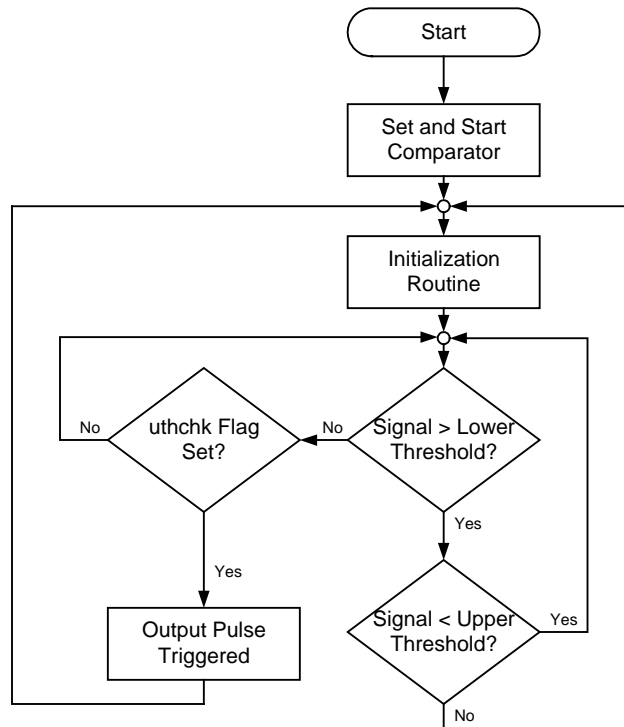 Start
Set and Start
Comparator
Initialization
Routine
No
uthchk Flag
Set?
No
Signal > Lower
Threshold?
Yes
Yes
Output Pulse
Triggered
Signal < Upper
Threshold?
Yes
No